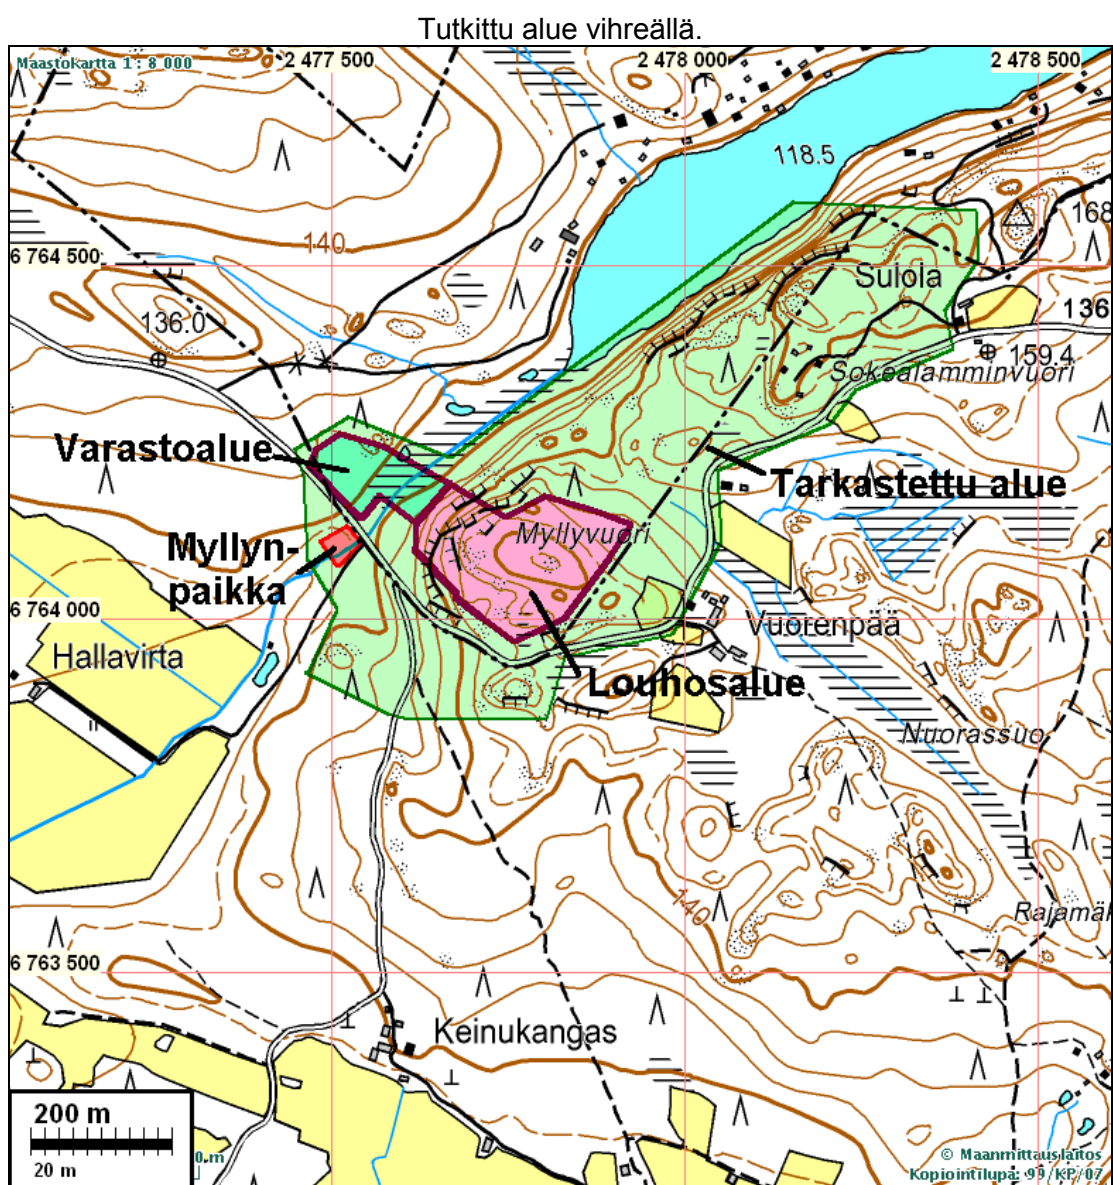 Tutkittu alue vihreällä.
Maastokartta 1 : 8 000
2 477 500
2 478 000
2 478 500
118.5
168
140
6 764 500
Sulola
136.0
136
159.4
Sokealamminvuori
Varastoalue
Tarkastettu alue
Myllyvuori
Myllyn-
paikka
6 764 000
Vuorenpää
Hallavirta
Louhosalue
Nuorassuo
140
Rajamäk
6 763 500
Keinukangas
200 m
20 m
0 m
© Maanmittauslaitos
Kopiointilupa: 99/KP/07